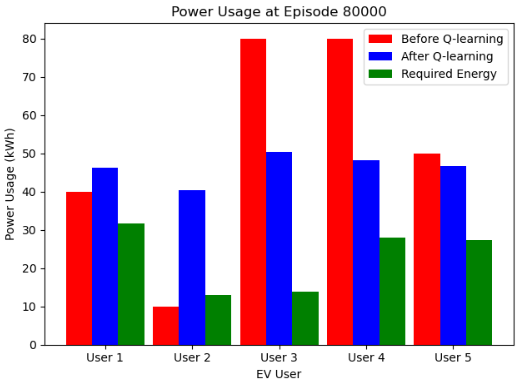 Power Usage at Episode 80000
Before Q-learning
After Q-learning
Required Energy
Power Usage (kWh)
80
70
60
50
40
30
20
10
0
User 1 User 2 User 3 User 4 User 5
EV User